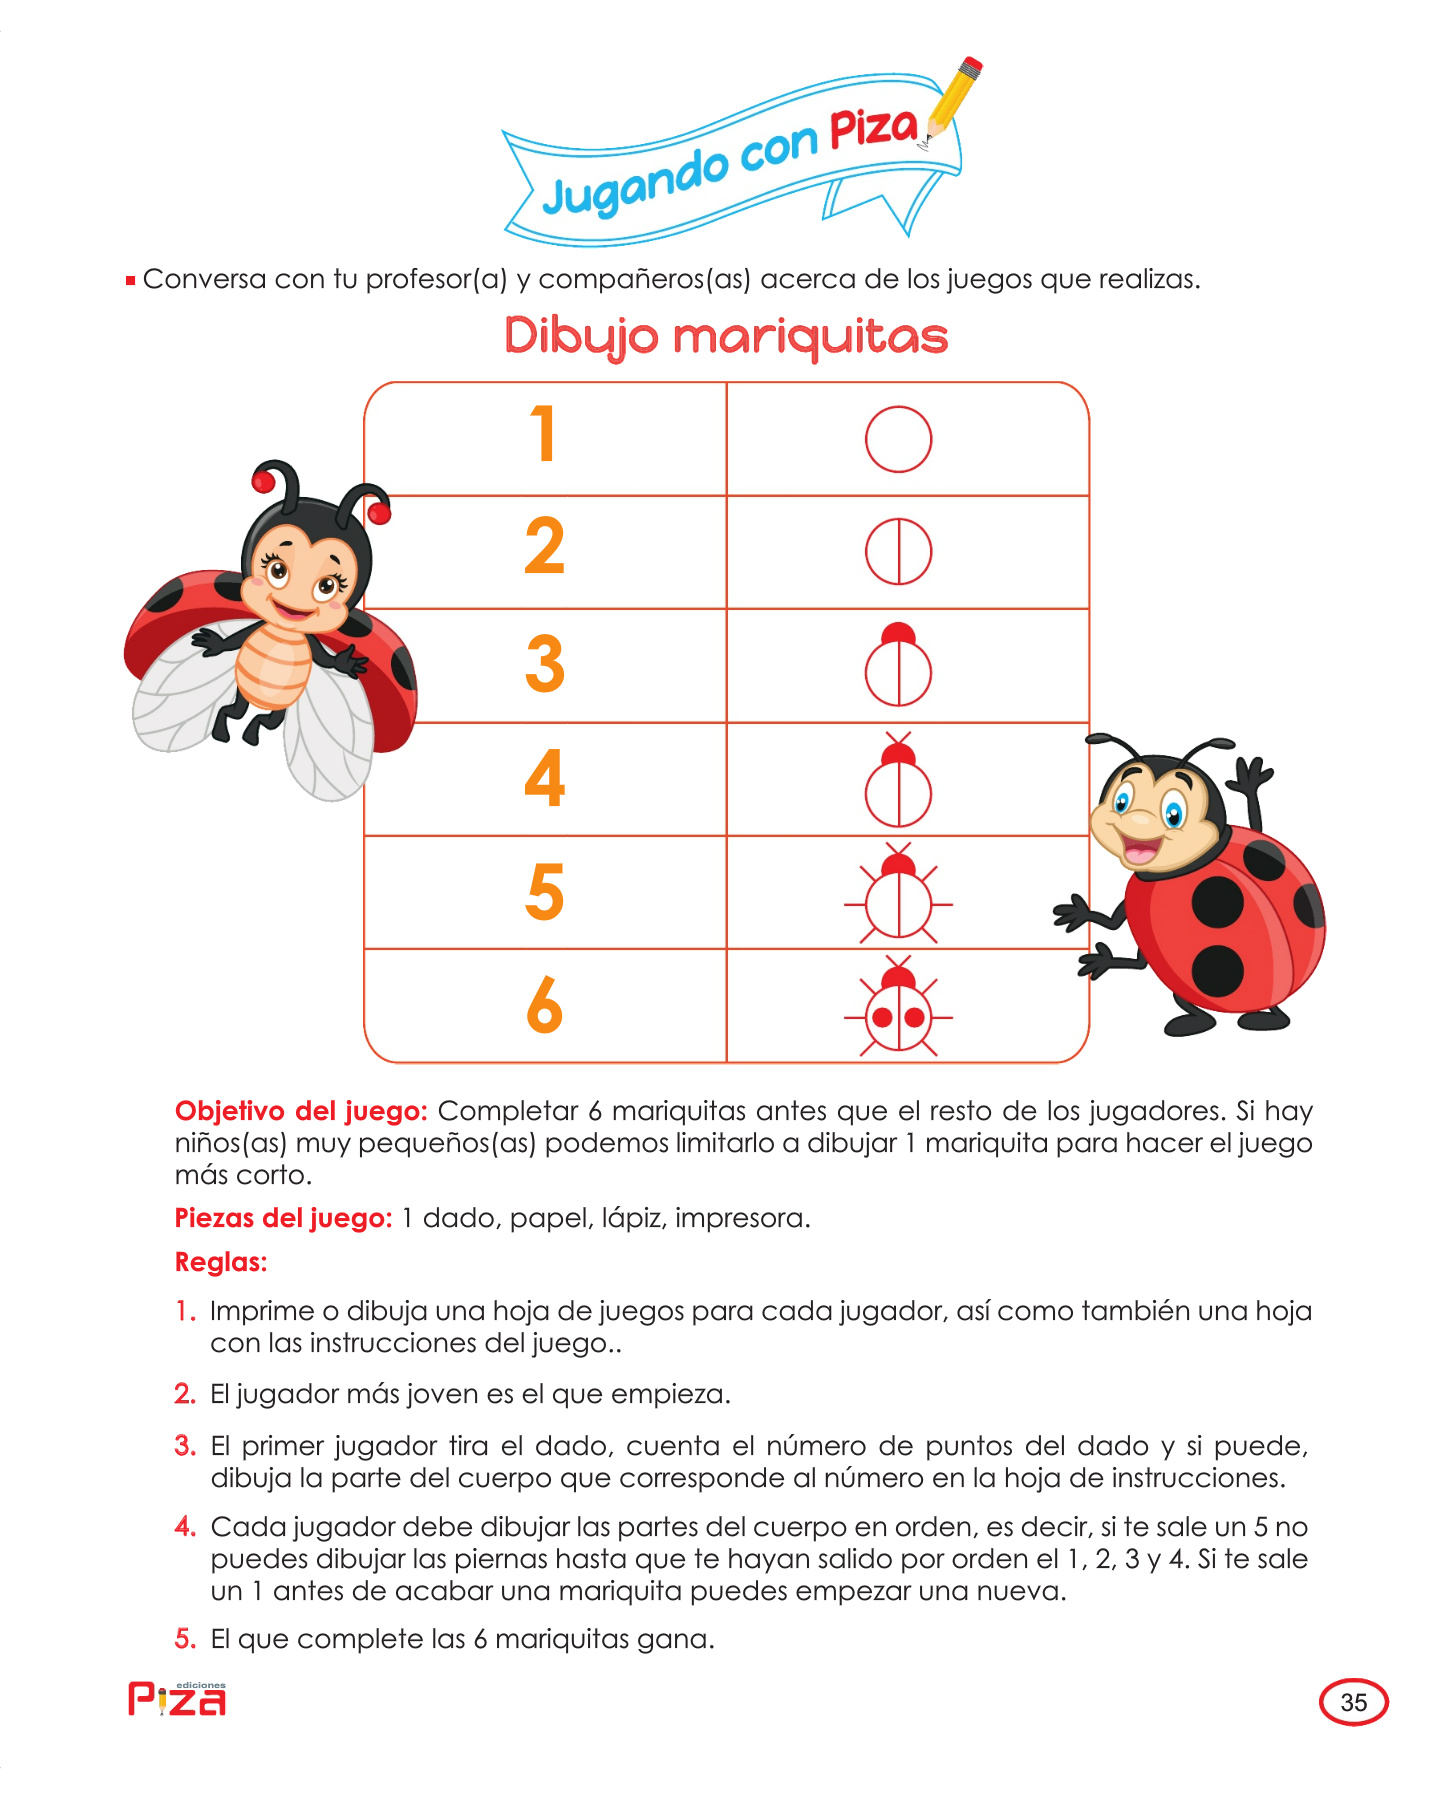 Jugando con Piza
Conversa con tu profesor(a) y compañeros(as) acerca de los juegos que realizas.
Dibujo mariquitas
1
2
3
4
5
6
Objetivo del juego: Completar 6 mariquitas antes que el resto de los jugadores. Si hay
niños(as) muy pequeños(as) podemos limitarlo a dibujar 1 mariquita para hacer el juego
más corto.
Piezas del juego: 1 dado, papel, lápiz, impresora.
Reglas:
1. Imprime o dibuja una hoja de juegos para cada jugador, así como también una hoja
con las instrucciones del juego..
2. El jugador más joven es el que empieza.
3. El primer jugador tira el dado, cuenta el número de puntos del dado y si puede,
dibuja la parte del cuerpo que corresponde al número en la hoja de instrucciones.
4. Cada jugador debe dibujar las partes del cuerpo en orden, es decir, si te sale un 5 no
puedes dibujar las piernas hasta que te hayan salido por orden el 1, 2, 3 y 4. Si te sale
un 1 antes de acabar una mariquita puedes empezar una nueva.
5. El que complete las 6 mariquitas gana.
ediciones
Piza
35